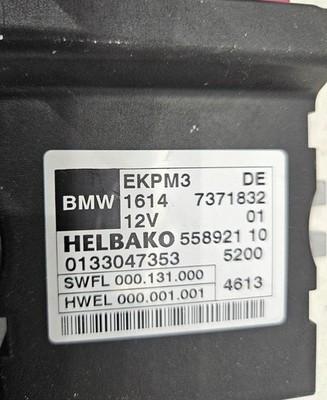 EKPM3 DE
BMW 1614 7371832
12V 01
HELBAKO 558921 10
0133047353 5200
SWFL 000.131.000
HWEL 000.001.001 4613